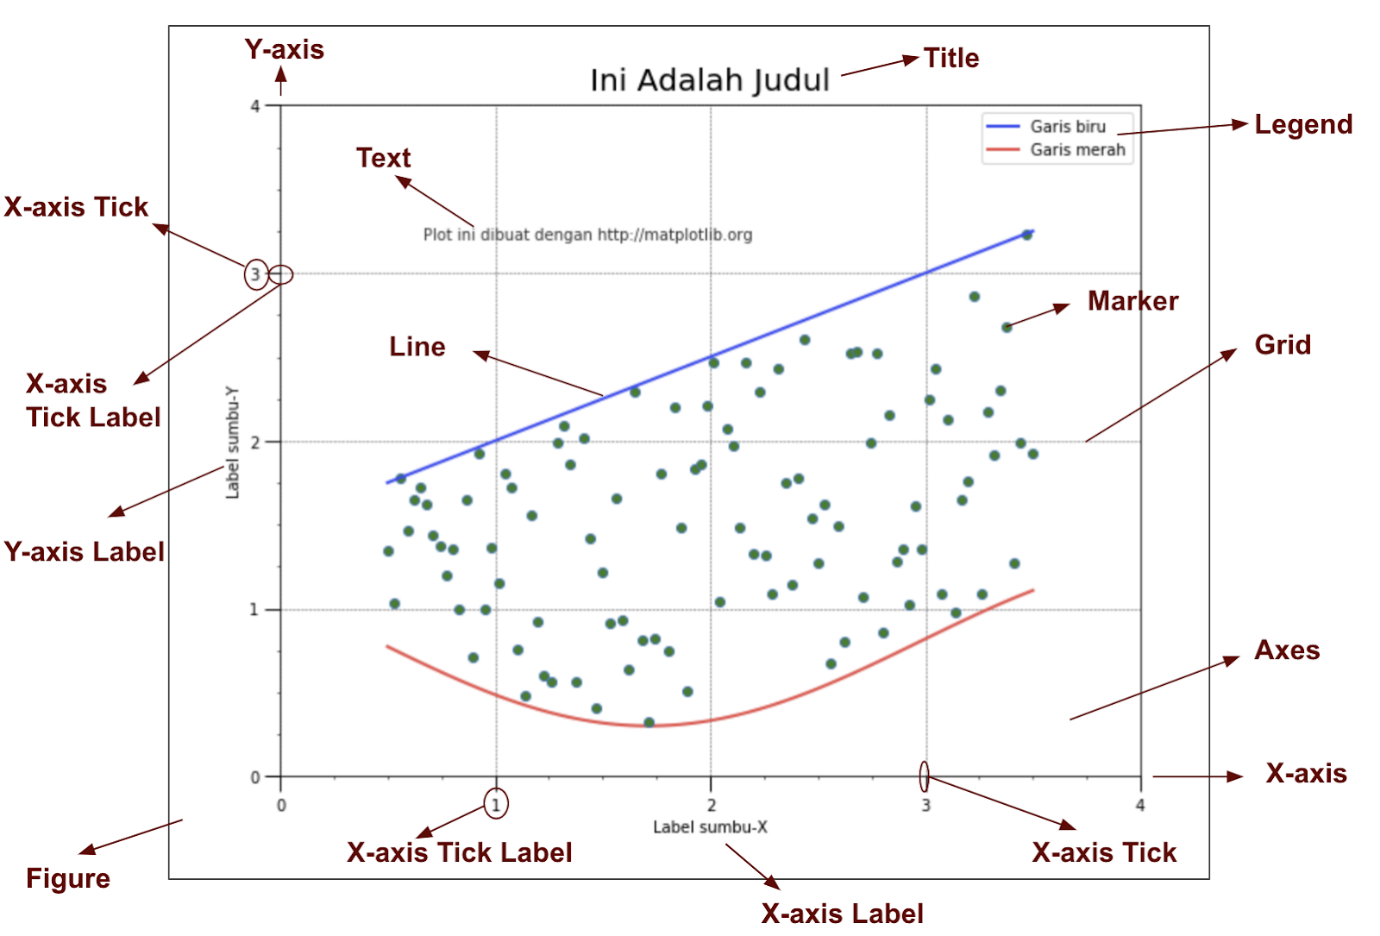 Y-axis
Title
Ini Adalah Judul
4
Garis biru
Garis merah
Legend
Text
X-axis Tick
Plot ini dibuat dengan http://matplotlib.org
3
Marker
Line
Grid
X-axis
Tick Label
Label sumbu-Y
2
Y-axis Label
1
Axes
0
X-axis
0
1
2
3
4
Label sumbu-X
X-axis Tick Label
X-axis Tick
Figure
X-axis Label